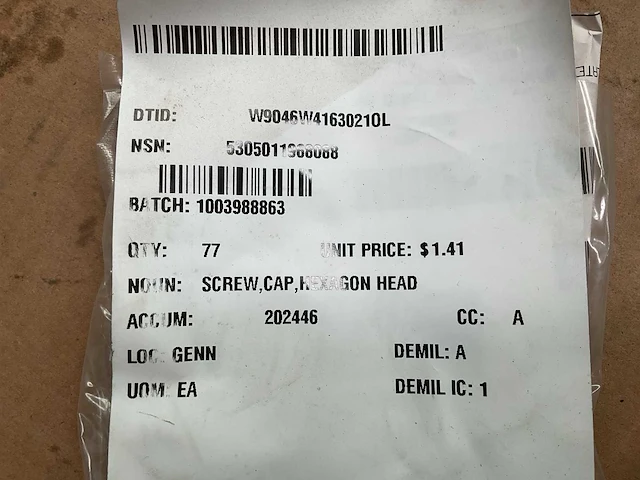 DTID: W9046W41630210L
NSN:
BATCH: 1003988863
QTY: 77 UNIT PRICE: $1.41
NOUN: SCREW,CAP,HEXAGON HEAD
ACCUM: 202446 CC: A
LOC: GENN DEMIL: A
UOM: EA DEMIL IC: 1